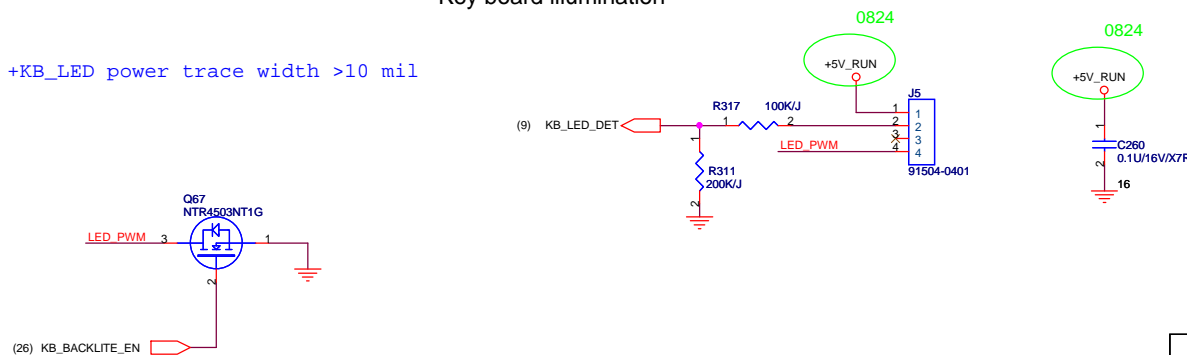 Key board illumination
0824
0824
+KB_LED power trace width >10 mil
+5V_RUN
+5V_RUN
J5
R317 100K/J
(9) KB_LED_DET
1 2
1 1
2 2
3 3
4 4
LED_PWM
91504-0401
1
R311
200K/J
2
1
C260
0.1U/16V/X7R
2
16
Q67
NTR4503NT1G
LED_PWM 3 1
2
(26) KB_BACKLITE_EN